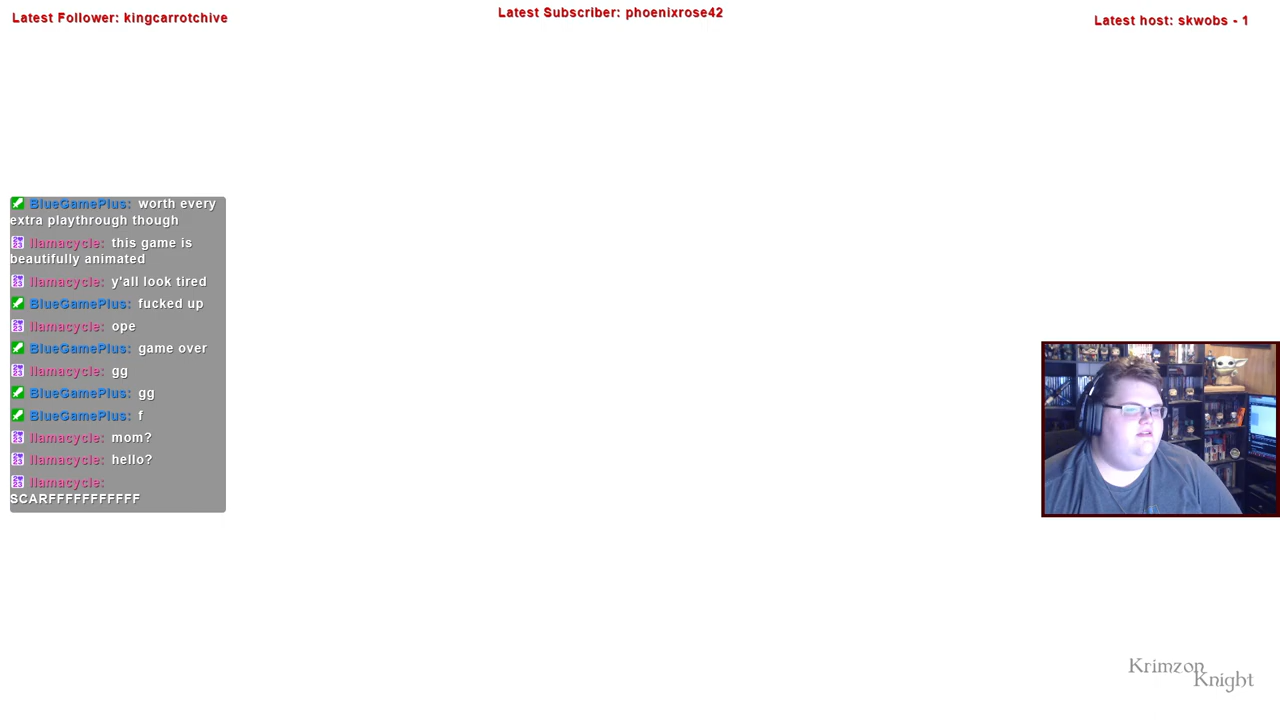 Latest Follower: kingcarrotchive
Latest Subscriber: phoenixrose42
Latest host: skwobs - 1
BlueGamePlus: worth every
extra playthrough though
llamacycle: this game is
beautifully animated
llamacycle: y'all look tired
BlueGamePlus: fucked up
llamacycle: ope
BlueGamePlus: game over
llamacycle: gg
BlueGamePlus: gg
BlueGamePlus: f
llamacycle: mom?
llamacycle: hello?
llamacycle:
SCARFFFFFFFFFFF
Krimzon
Knight